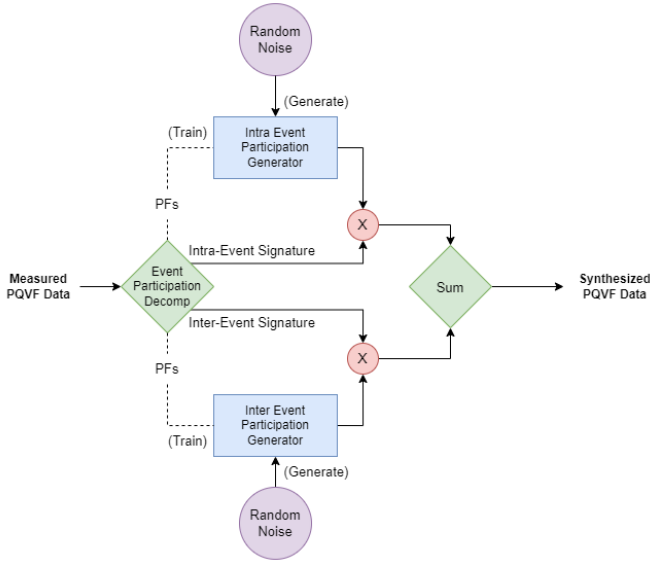 Random
Noise
(Generate)
(Train)
Intra Event
Participation
Generator
PFs
X
Intra-Event Signature
Measured
PQVF Data
Event
Participation
Decomp
Sum
Synthesized
PQVF Data
Inter-Event Signature
X
PFs
Inter Event
Participation
Generator
(Train)
(Generate)
Random
Noise